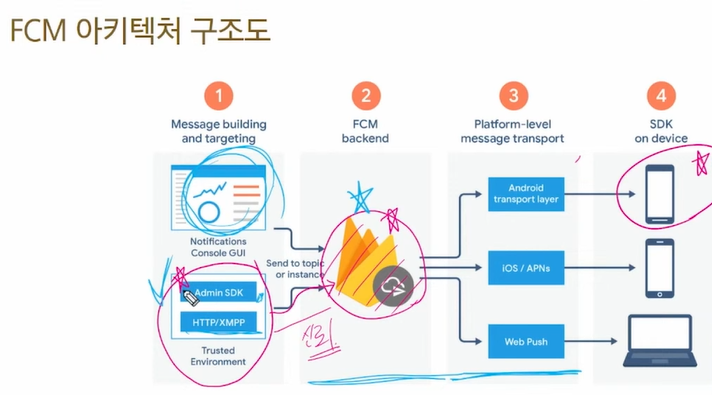 FCM 아키텍처 구조도
1
Message building
and targeting
2
FCM
backend
3
Platform-level
message transport
4
SDK
on device
Notifications
Console GUI
Send to topic
or instance
Admin SDK
HTTP/XMPP
Trusted
Environment
신뢰
Android
transport layer
iOS / APNs
Web Push